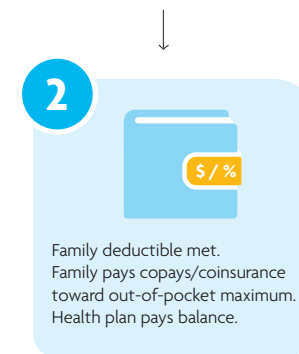 2
$ / %
Family deductible met.
Family pays copays/coinsurance
toward out-of-pocket maximum.
Health plan pays balance.